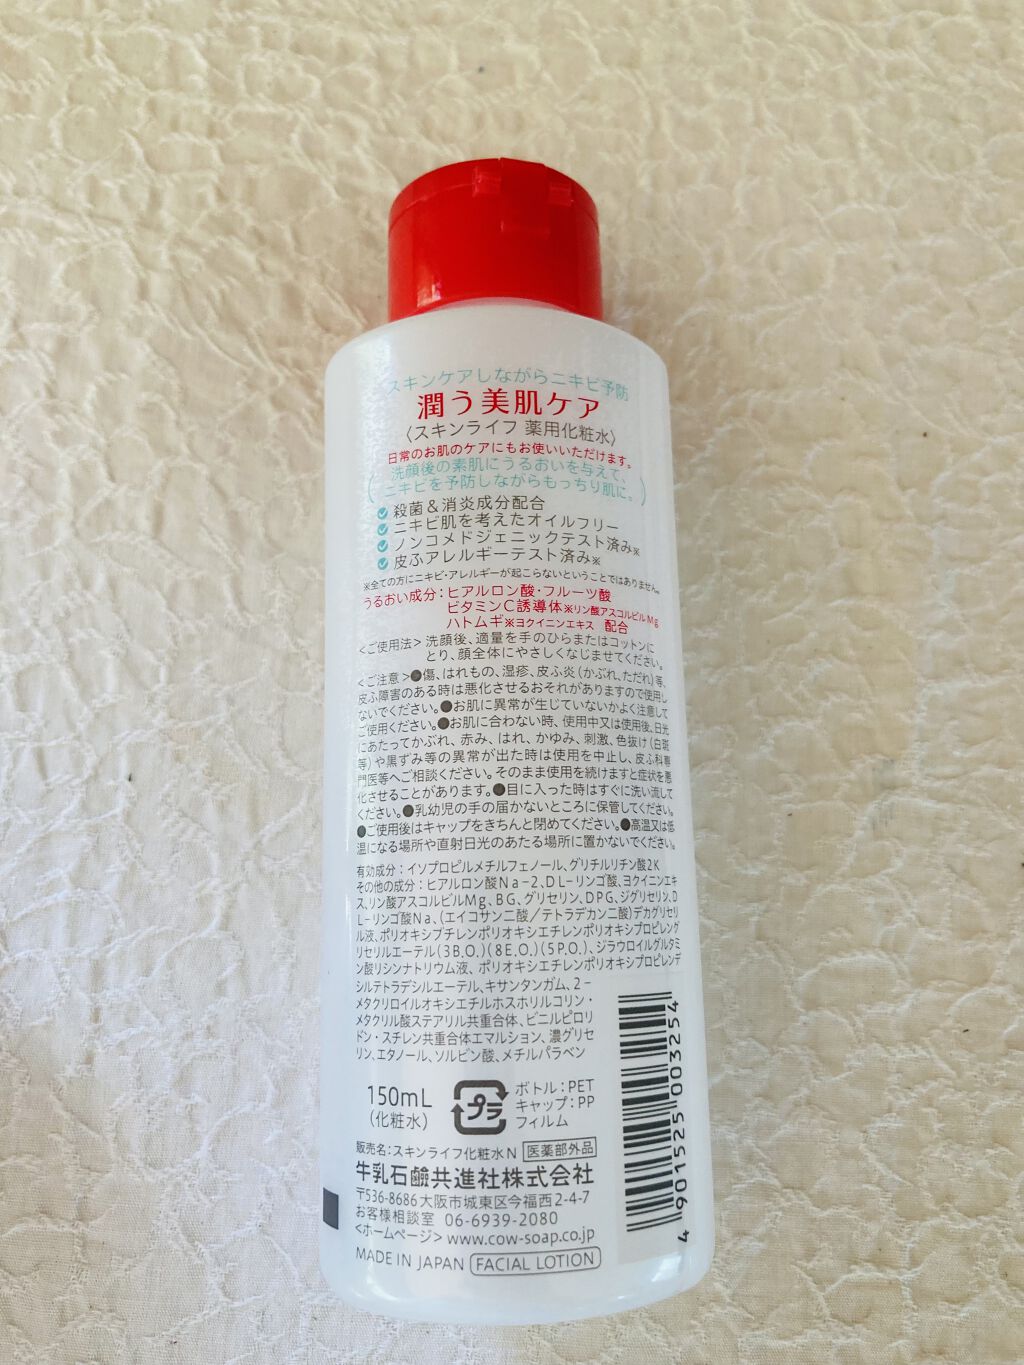 スキンケアしながらニキビ予防
潤う美肌ケア
〈スキンライフ 薬用化粧水〉
日常のお肌のケアにもお使いいただけます。
(洗顔後の素肌にうるおいを与えて、
ニキビを予防しながらもっちり肌に。)
殺菌&消炎成分配合
ニキビ肌を考えたオイルフリー
ノンコメドジェニックテスト済み※
皮ふアレルギーテスト済み※
※全ての方にニキビ・アレルギーが起こらないということではありません。
うるおい成分:ヒアルロン酸・フルーツ酸
ビタミンC誘導体※リン酸アスコルビルMg
ハトムギ※ヨクイニンエキス 配合
<ご使用法>洗顔後、適量を手のひらまたはコットンに
とり、顔全体にやさしくなじませてください。
<ご注意>●傷、はれもの、湿疹、皮ふ炎(かぶれ、ただれ)等、
皮ふ障害のある時は悪化させるおそれがありますので使用し
ないでください。●お肌に異常が生じていないかよく注意して
ご使用ください。●お肌に合わない時、使用中又は使用後、日光
にあたってかぶれ、赤み、はれ、かゆみ、刺激、色抜け(白斑
等)や黒ずみ等の異常が出た時は使用を中止し、皮ふ科専
門医等へご相談ください。そのまま使用を続けますと症状を悪
化させることがあります。●目に入った時はすぐに洗い流して
ください。●乳幼児の手の届かないところに保管してください。
●ご使用後はキャップをきちんと閉めてください。●高温又は低
温になる場所や直射日光のあたる場所に置かないでください。
有効成分:イソプロピルメチルフェノール、グリチルリチン酸2K
その他の成分:ヒアルロン酸Na-2、DL-リンゴ酸、ヨクイニンエキ
ス、リン酸アスコルビルMg、BG、グリセリン、DPG、ジグリセリン、D
L-リンゴ酸Na、(エイコサン二酸/テトラデカン二酸)デカグリセリ
ル液、ポリオキシブチレンポリオキシエチレンポリオキシプロピレング
リセリルエーテル(3B.O.)(8E.O.)(5P.O.)、ジラウロイルグルタミ
ン酸リシンナトリウム液、ポリオキシエチレンポリオキシプロピレンデ
シルテトラデシルエーテル、キサンタンガム、2-
メタクリロイルオキシエチルホスホリルコリン・
メタクリル酸ステアリル共重合体、ビニルピロリ
ドン・スチレン共重合体エマルション、濃グリセ
リン、エタノール、ソルビン酸、メチルパラベン
150mL
(化粧水)
プラ
ボトル:PET
キャップ:PP
フィルム
販売名:スキンライフ化粧水N 医薬部外品
牛乳石鹼共進社株式会社
〒536-8686大阪市城東区今福西2-4-7
お客様相談室 06-6939-2080
<ホームページ>www.cow-soap.co.jp
MADE IN JAPAN FACIAL LOTION
4 901525 003254